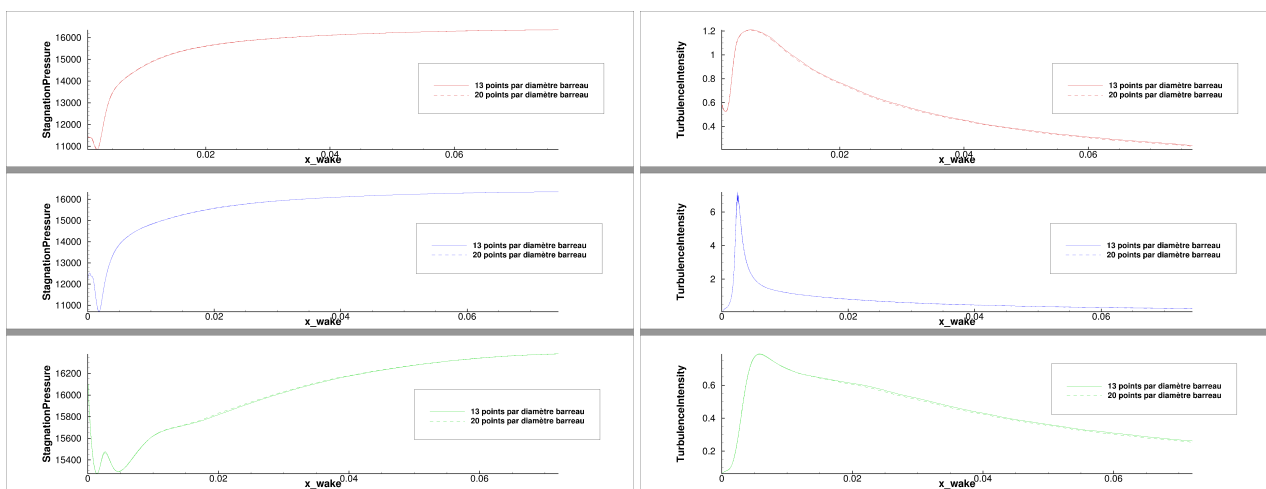 StagnationPressure
16000
15000
14000
13000
12000
11000
0.02
0.04
0.06
x_wake
13 points par diamètre barreau
20 points par diamètre barreau
TurbulenceIntensity
1.2
1
0.8
0.6
0.4
0.02
0.04
0.06
x_wake
13 points par diamètre barreau
20 points par diamètre barreau
StagnationPressure
16000
15000
14000
13000
12000
11000
0
0.02
0.04
0.06
x_wake
13 points par diamètre barreau
20 points par diamètre barreau
TurbulenceIntensity
6
4
2
0
0.02
0.04
0.06
x_wake
13 points par diamètre barreau
20 points par diamètre barreau
StagnationPressure
16200
16000
15800
15600
15400
0
0.02
0.04
0.06
x_wake
13 points par diamètre barreau
20 points par diamètre barreau
TurbulenceIntensity
0.6
0.4
0.2
0
0.02
0.04
0.06
x_wake
13 points par diamètre barreau
20 points par diamètre barreau